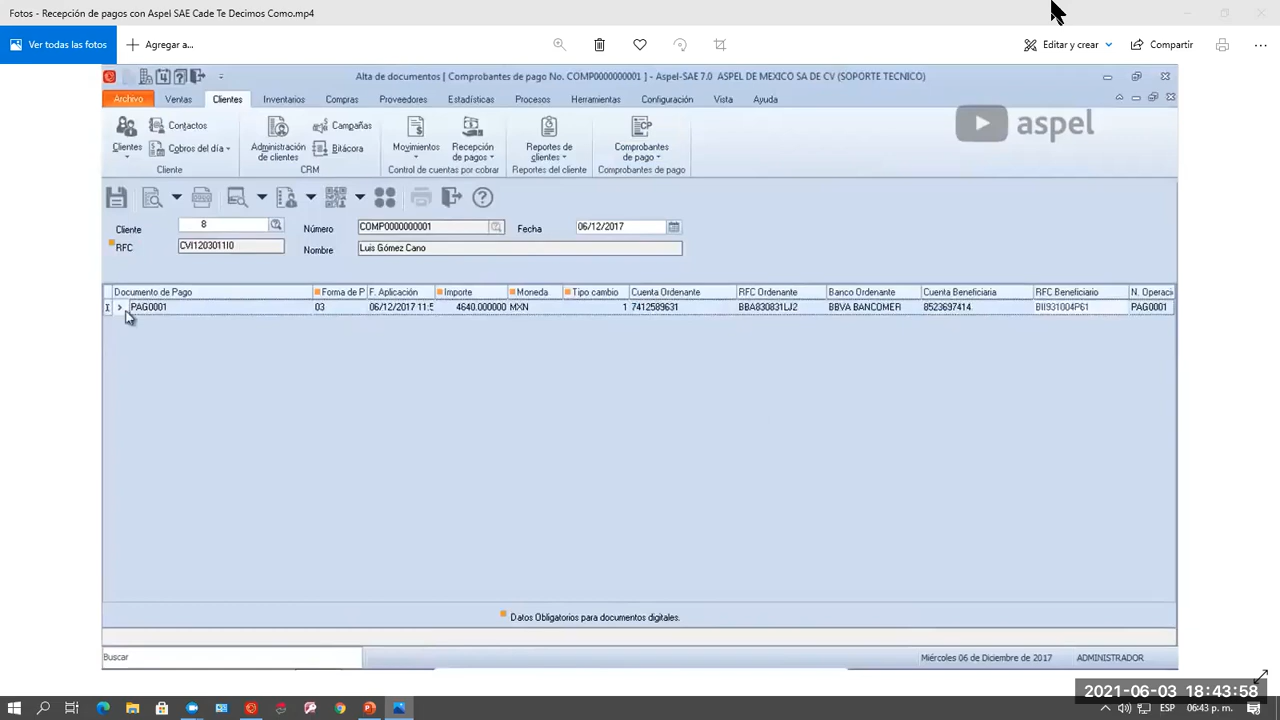 Fotos - Recepción de pagos con Aspel SAE Cade Te Decimos Como.mp4
Ver todas las fotos
Agregar a...
Editar y crear
Compartir
Alta de documentos [ Comprobantes de pago No. COMP0000000001 ] - Aspel-SAE 7.0 ASPEL DE MEXICO SA DE CV (SOPORTE TECNICO)
Archivo Ventas Clientes Inventarios Compras Proveedores Estadísticas Procesos Herramientas Configuración Vista Ayuda
aspel
Clientes
Contactos
Cobros del día
Cliente
Administración de clientes
Campañas
Bitácora
CRM
Movimientos
Recepción de pagos
Control de cuentas por cobrar
Reportes de clientes
Reportes del cliente
Comprobantes de pago
Comprobantes de pago
Cliente 8 Número COMP0000000001 Fecha 06/12/2017
RFC CVI1203011I0 Nombre Luis Gómez Cano
Documento de Pago Forma de P F. Aplicación Importe Moneda Tipo cambio Cuenta Ordenante RFC Ordenante Banco Ordenante Cuenta Beneficiaria RFC Beneficiario N. Operaci
PAG0001 03 06/12/2017 11:5 4640.000000 MXN 1 7412589631 BBA830831LJ2 BBVA BANCOMER 8523697414 BII931004P61 PAG0001
Datos Obligatorios para documentos digitales.
Buscar
Miércoles 06 de Diciembre de 2017 ADMINISTRADOR
2021-06-03 18:43:58
ESP 06:43 p. m.